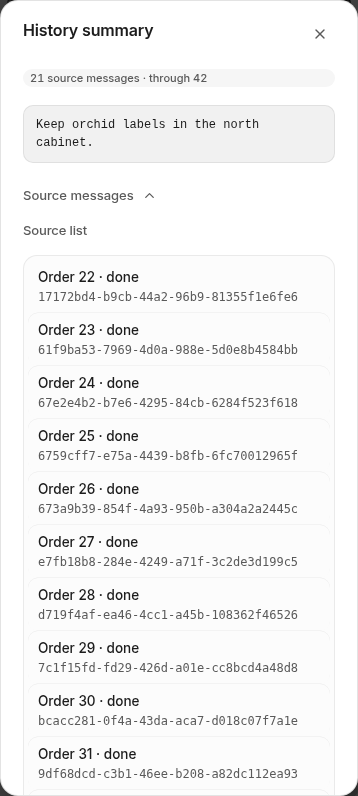 History summary
21 source messages · through 42
Keep orchid labels in the north
cabinet.
Source messages
Source list
Order 22 · done
17172bd4-b9cb-44a2-96b9-81355f1e6fe6
Order 23 · done
61f9ba53-7969-4d0a-988e-5d0e8b4584bb
Order 24 · done
67e2e4b2-b7e6-4295-84cb-6284f523f618
Order 25 · done
6759cff7-e75a-4439-b8fb-6fc70012965f
Order 26 · done
673a9b39-854f-4a93-950b-a304a2a2445c
Order 27 · done
e7fb18b8-284e-4249-a71f-3c2de3d199c5
Order 28 · done
d719f4af-ea46-4cc1-a45b-108362f46526
Order 29 · done
7c1f15fd-fd29-426d-a01e-cc8bcd4a48d8
Order 30 · done
bcacc281-0f4a-43da-aca7-d018c07f7a1e
Order 31 · done
9df68dcd-c3b1-46ee-b208-a82dc112ea93